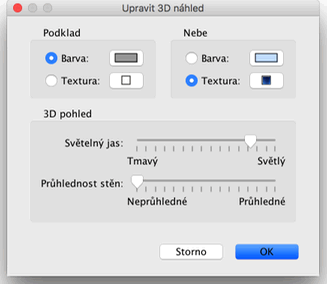 Upravit 3D náhled
Podklad
Nebe
Barva:
Barva:
Textura:
Textura:
3D pohled
Světelný jas:
Tmavý
Světlý
Průhlednost stěn:
Neprůhledné
Průhledné
Storno
OK